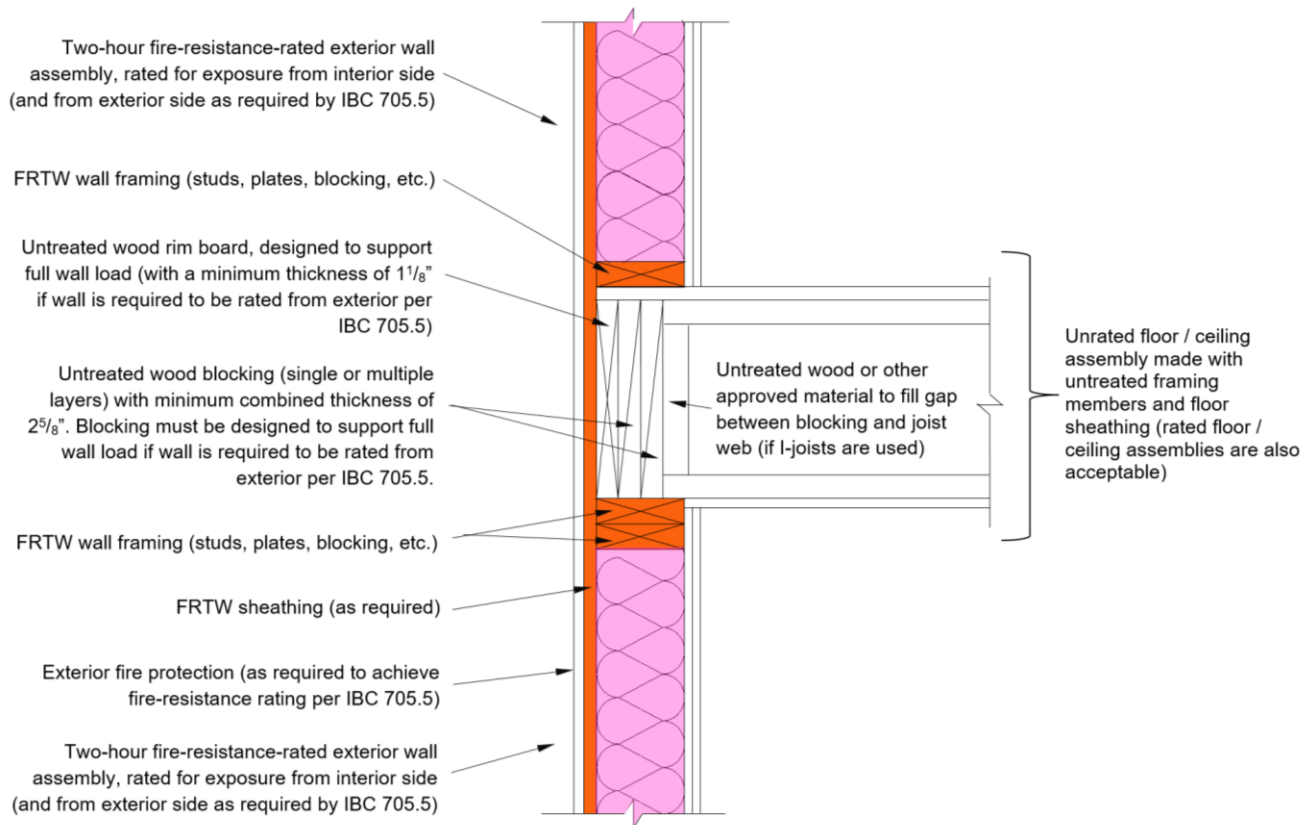 Two-hour fire-resistance-rated exterior wall
assembly, rated for exposure from interior side
(and from exterior side as required by IBC 705.5)
FRTW wall framing (studs, plates, blocking, etc.)
Untreated wood rim board, designed to support
full wall load (with a minimum thickness of 1 1/8”
if wall is required to be rated from exterior per
IBC 705.5)
Untreated wood blocking (single or multiple
layers) with minimum combined thickness of
2 5/8”. Blocking must be designed to support full
wall load if wall is required to be rated from
exterior per IBC 705.5.
FRTW wall framing (studs, plates, blocking, etc.)
FRTW sheathing (as required)
Exterior fire protection (as required to achieve
fire-resistance rating per IBC 705.5)
Two-hour fire-resistance-rated exterior wall
assembly, rated for exposure from interior side
(and from exterior side as required by IBC 705.5)
Untreated wood or other
approved material to fill gap
between blocking and joist
web (if I-joists are used)
Unrated floor / ceiling
assembly made with
untreated framing
members and floor
sheathing (rated floor /
ceiling assemblies are also
acceptable)